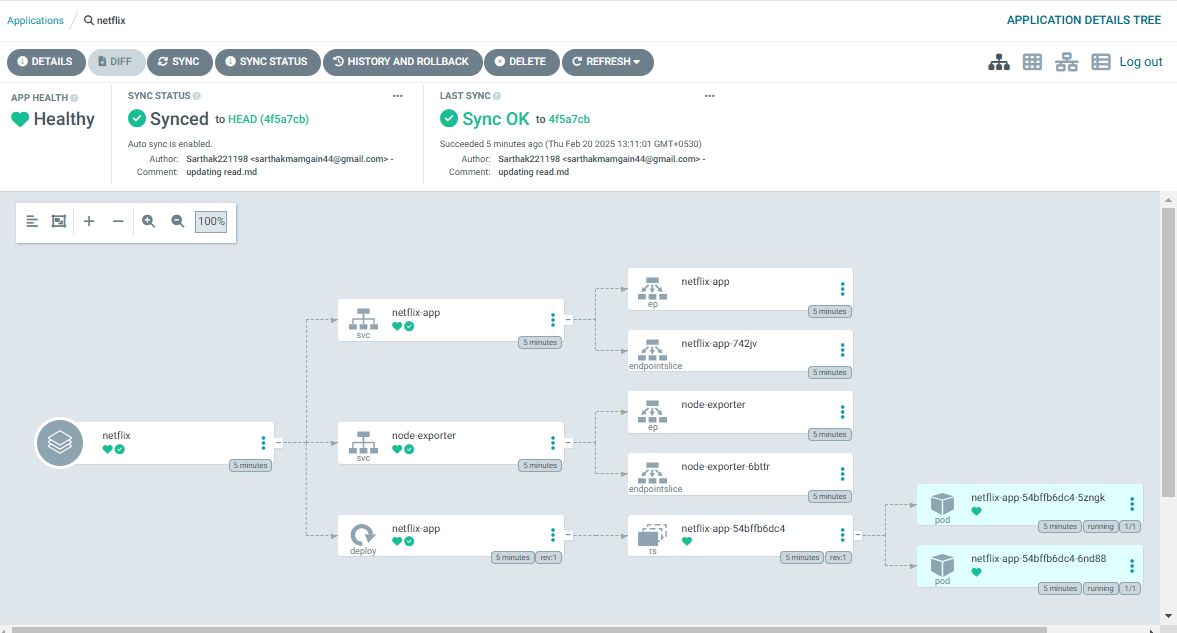 Applications / netflix
APPLICATION DETAILS TREE
DETAILS DIFF SYNC SYNC STATUS HISTORY AND ROLLBACK DELETE REFRESH
Log out
APP HEALTH
Healthy
SYNC STATUS
Synced to HEAD (4f5a7cb)
Auto sync is enabled.
Author: Sarthak221198 <sarthakmamgain44@gmail.com> -
Comment: updating read.md
LAST SYNC
Sync OK to 4f5a7cb
Succeeded 5 minutes ago (Thu Feb 20 2025 13:11:01 GMT+0530)
Author: Sarthak221198 <sarthakmamgain44@gmail.com> -
Comment: updating read.md
100%
netflix
5 minutes
netflix-app
svc
5 minutes
node-exporter
svc
5 minutes
netflix-app
deploy
5 minutes rev:1
netflix-app
ep
5 minutes
netflix-app-742jv
endpointslice
5 minutes
node-exporter
ep
5 minutes
node-exporter-6bttr
endpointslice
5 minutes
netflix-app-54bffb6dc4
rs
5 minutes rev:1
netflix-app-54bffb6dc4-5zngk
pod
5 minutes running 1/1
netflix-app-54bffb6dc4-6nd88
pod
5 minutes running 1/1